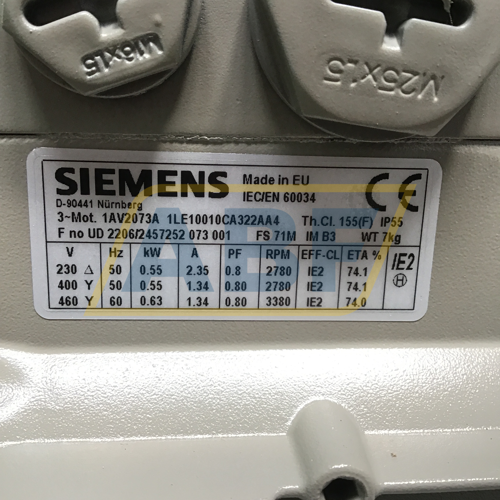 M16x1.5
M25x1.5
SIEMENS
Made in EU
IEC/EN 60034
D-90441 Nürnberg
CE
3~Mot. 1AV2073A 1LE10010CA322AA4 Th.Cl. 155(F) IP55
F no UD 2206/2457252 073 001 FS 71M IM B3 WT 7kg
V Hz kW A PF RPM EFF-CL ETA %
230 Δ 50 0.55 2.35 0.8 2780 IE2 74.1
400 Y 50 0.55 1.34 0.80 2780 IE2 74.1
460 Y 60 0.63 1.34 0.80 3380 IE2 74.0
IE2
H
ABF